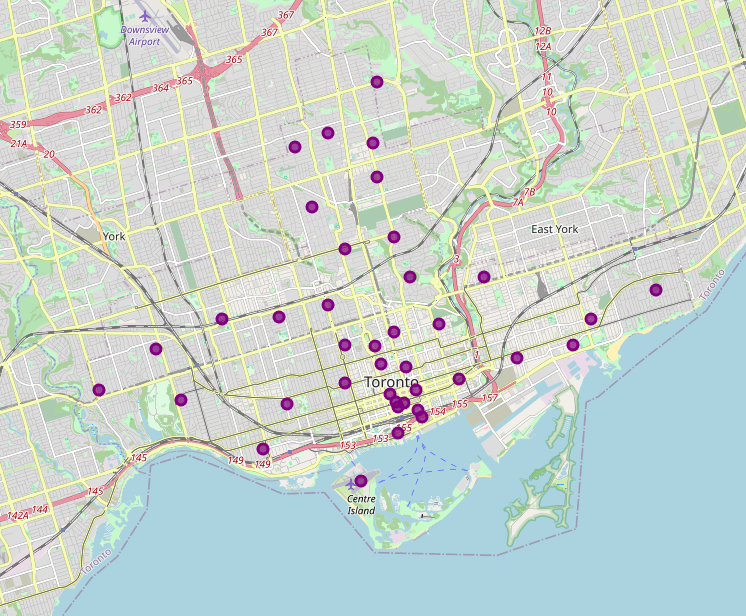 367
367
Downsview
Airport
12B
12A
365
365
364
362
362
11
10
10
359
21A
20
7B
7A
York
East York
3
Toronto
1
Toronto
157
155
154
153
153
155
149
149
145
145
144
142A
Centre
Island
Toronto